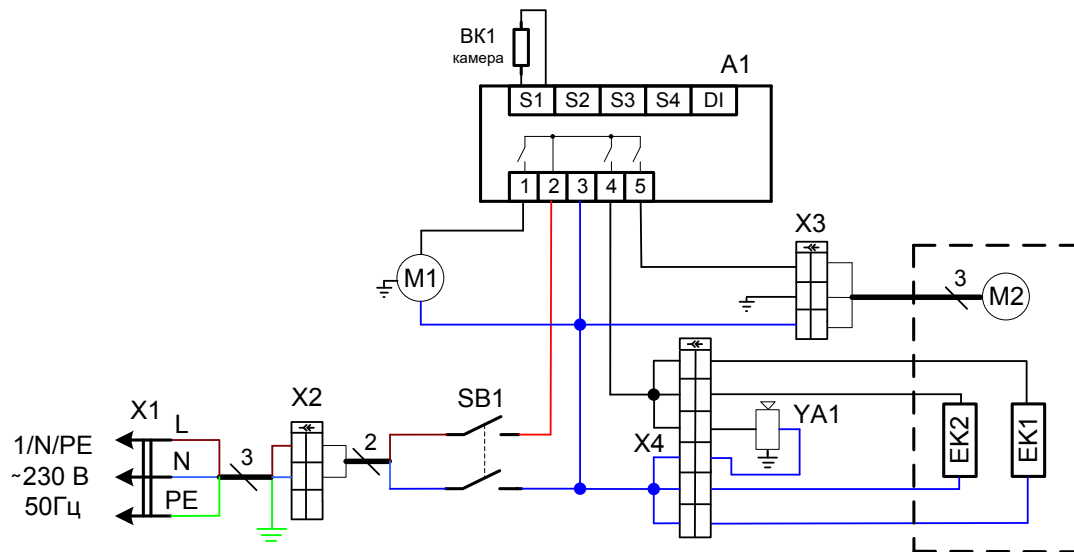 ВК1
камера
A1
S1 S2 S3 S4 DI
1 2 3 4 5
X3
M1
3
M2
X1
L
X2
SB1
YA1
1/N/PE
~230 В
50Гц
N
3
2
X4
EK2
EK1
PE